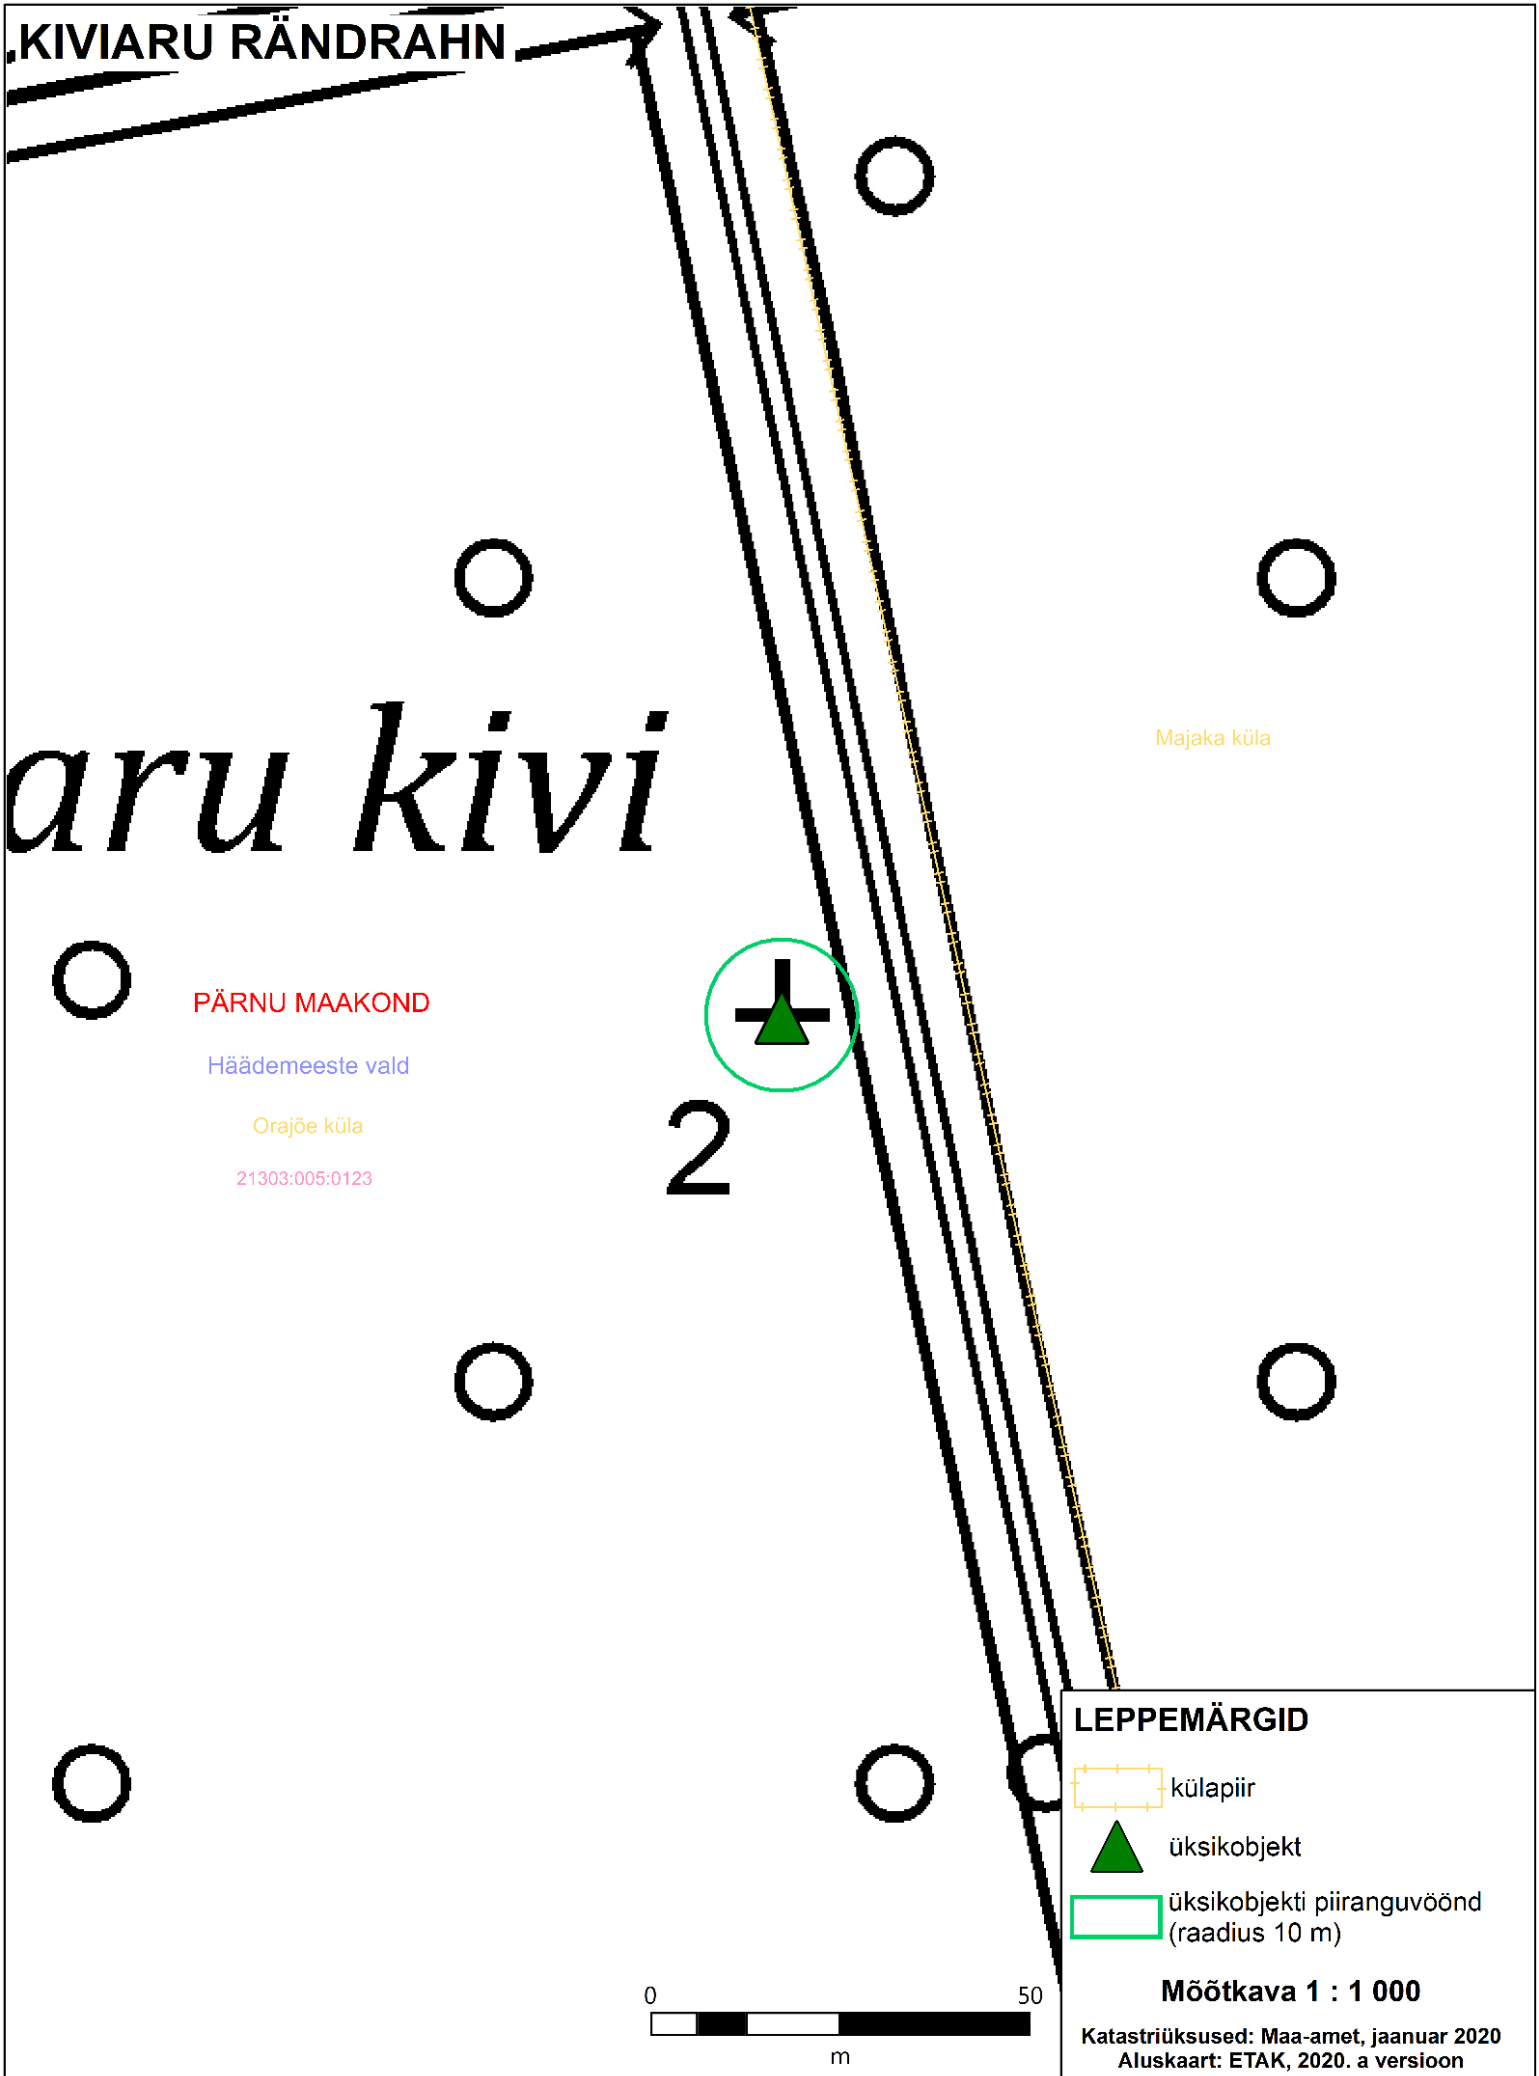 KIVIARU RÄNDRAHN
Majaka küla
aru kivi
PÄRNU MAAKOND
Häädemeeste vald
Orajõe küla
21303:005:0123
2
LEPPEMÄRGID
külapiir
üksikobjekt
üksikobjekti piiranguvöönd
(raadius 10 m)
Mõõtkava 1 : 1 000
Katastriüksused: Maa-amet, jaanuar 2020
Aluskaart: ETAK, 2020. a versioon
0 50
m